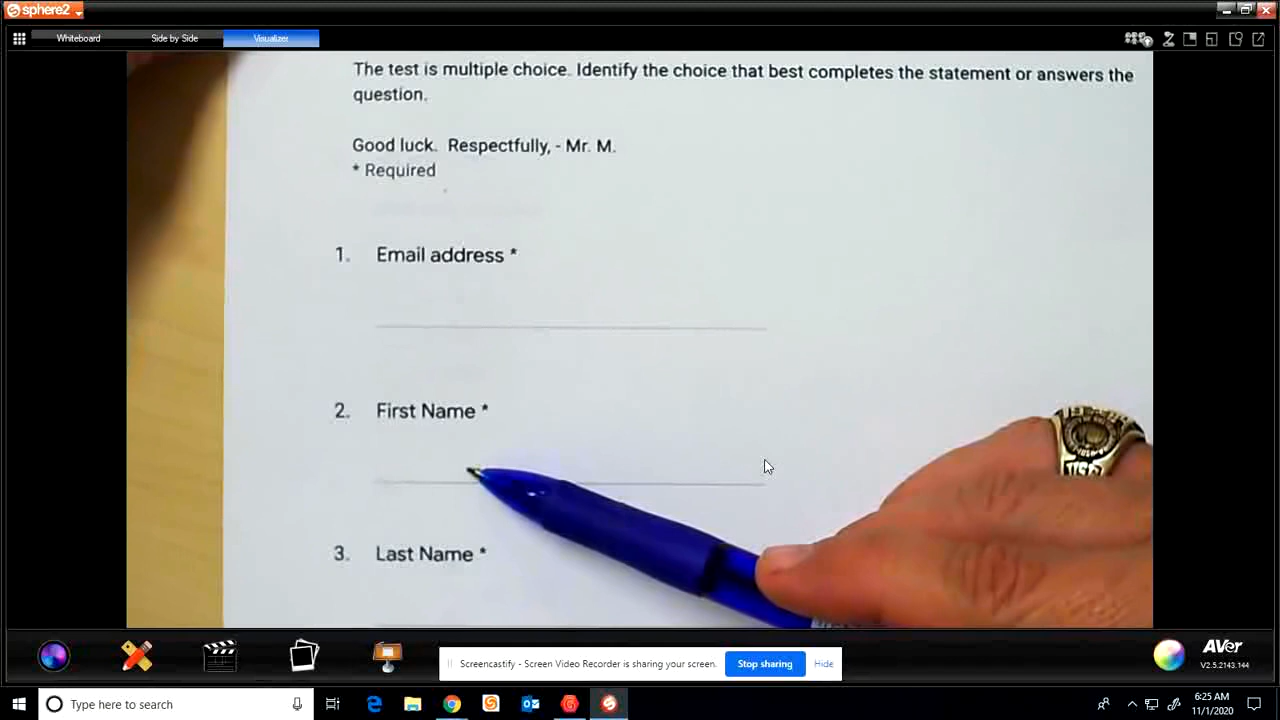 sphere2
Whiteboard
Side by Side
Visualizer
The test is multiple choice. Identify the choice that best completes the statement or answers the
question.
Good luck. Respectfully, - Mr. M.
* Required
1. Email address *
2. First Name *
3. Last Name *
Screencastify - Screen Video Recorder is sharing your screen.
Stop sharing
Hide
AVer
V2.5.2143.144
Type here to search
6:25 AM
11/1/2020